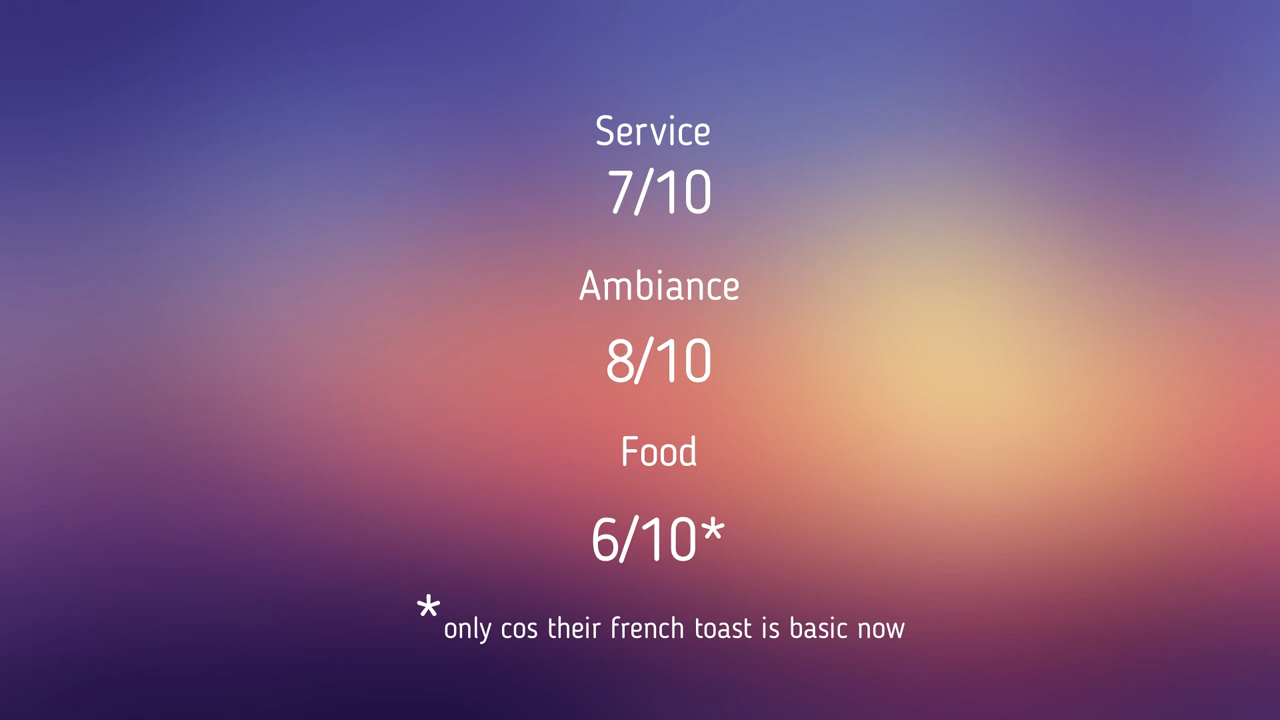 Service
7/10
Ambiance
8/10
Food
6/10*
*only cos their french toast is basic now